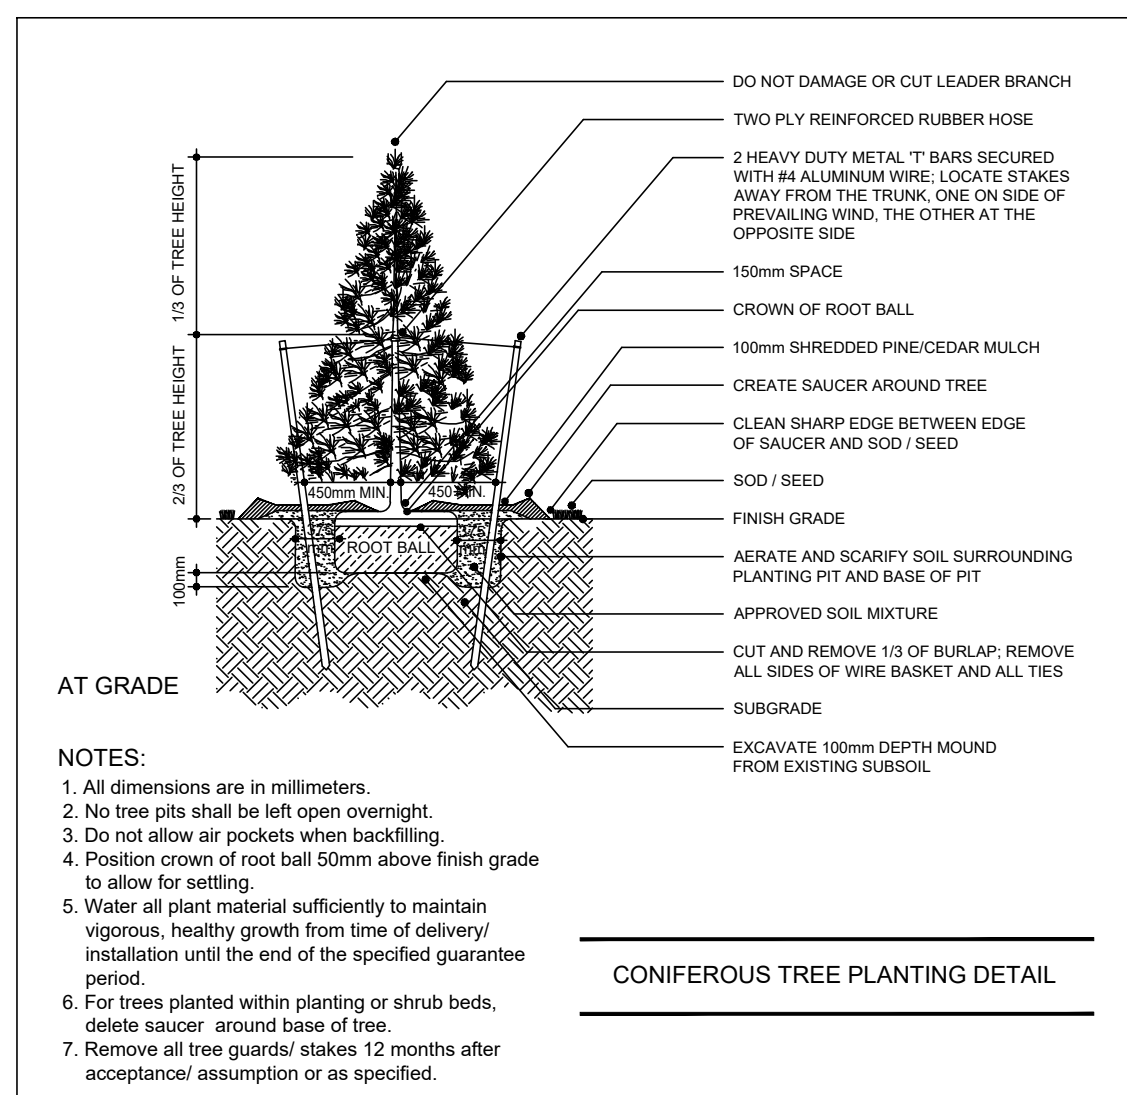 DO NOT DAMAGE OR CUT LEADER BRANCH
TWO PLY REINFORCED RUBBER HOSE
2 HEAVY DUTY METAL 'T' BARS SECURED
WITH #4 ALUMINUM WIRE; LOCATE STAKES
AWAY FROM THE TRUNK, ONE ON SIDE OF
PREVAILING WIND, THE OTHER AT THE
OPPOSITE SIDE
150mm SPACE
CROWN OF ROOT BALL
100mm SHREDDED PINE/CEDAR MULCH
CREATE SAUCER AROUND TREE
CLEAN SHARP EDGE BETWEEN EDGE
OF SAUCER AND SOD / SEED
SOD / SEED
FINISH GRADE
AERATE AND SCARIFY SOIL SURROUNDING
PLANTING PIT AND BASE OF PIT
APPROVED SOIL MIXTURE
CUT AND REMOVE 1/3 OF BURLAP; REMOVE
ALL SIDES OF WIRE BASKET AND ALL TIES
SUBGRADE
EXCAVATE 100mm DEPTH MOUND
FROM EXISTING SUBSOIL
1/3 OF TREE HEIGHT
2/3 OF TREE HEIGHT
100mm
450mm MIN.
450 MIN.
375
mm
ROOT BALL
375
mm
AT GRADE
NOTES:
1. All dimensions are in millimeters.
2. No tree pits shall be left open overnight.
3. Do not allow air pockets when backfilling.
4. Position crown of root ball 50mm above finish grade
to allow for settling.
5. Water all plant material sufficiently to maintain
vigorous, healthy growth from time of delivery/
installation until the end of the specified guarantee
period.
6. For trees planted within planting or shrub beds,
delete saucer around base of tree.
7. Remove all tree guards/ stakes 12 months after
acceptance/ assumption or as specified.
CONIFEROUS TREE PLANTING DETAIL